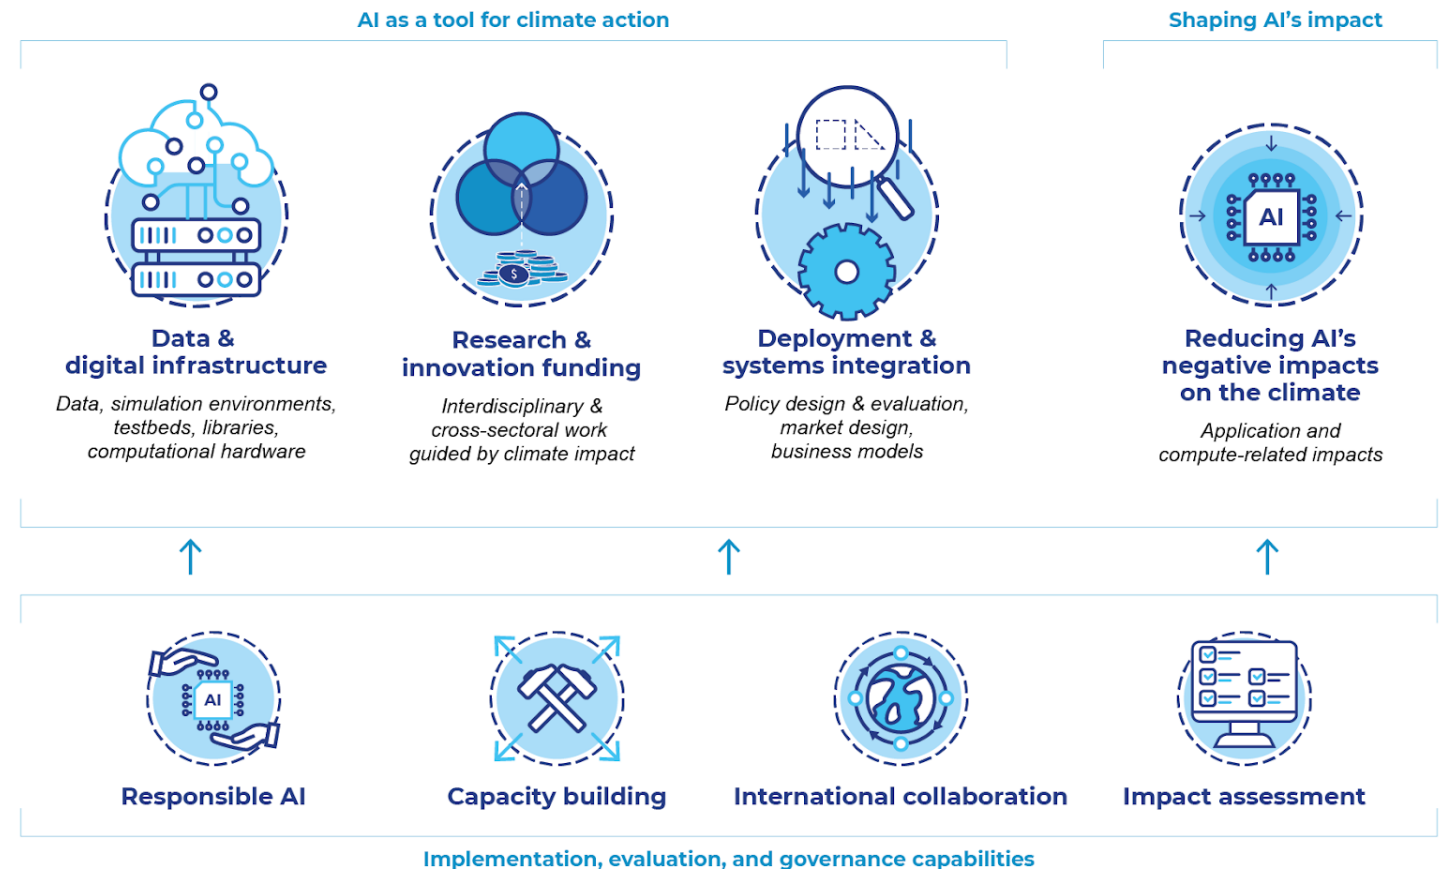 AI as a tool for climate action
Shaping AI's impact
AI
$
Data &
digital infrastructure
Data, simulation environments,
testbeds, libraries,
computational hardware
Research &
innovation funding
Interdisciplinary &
cross-sectoral work
guided by climate impact
Deployment &
systems integration
Policy design & evaluation,
market design,
business models
Reducing AI's
negative impacts
on the climate
Application and
compute-related impacts
AI
Responsible AI
Capacity building
International collaboration
Impact assessment
Implementation, evaluation, and governance capabilities